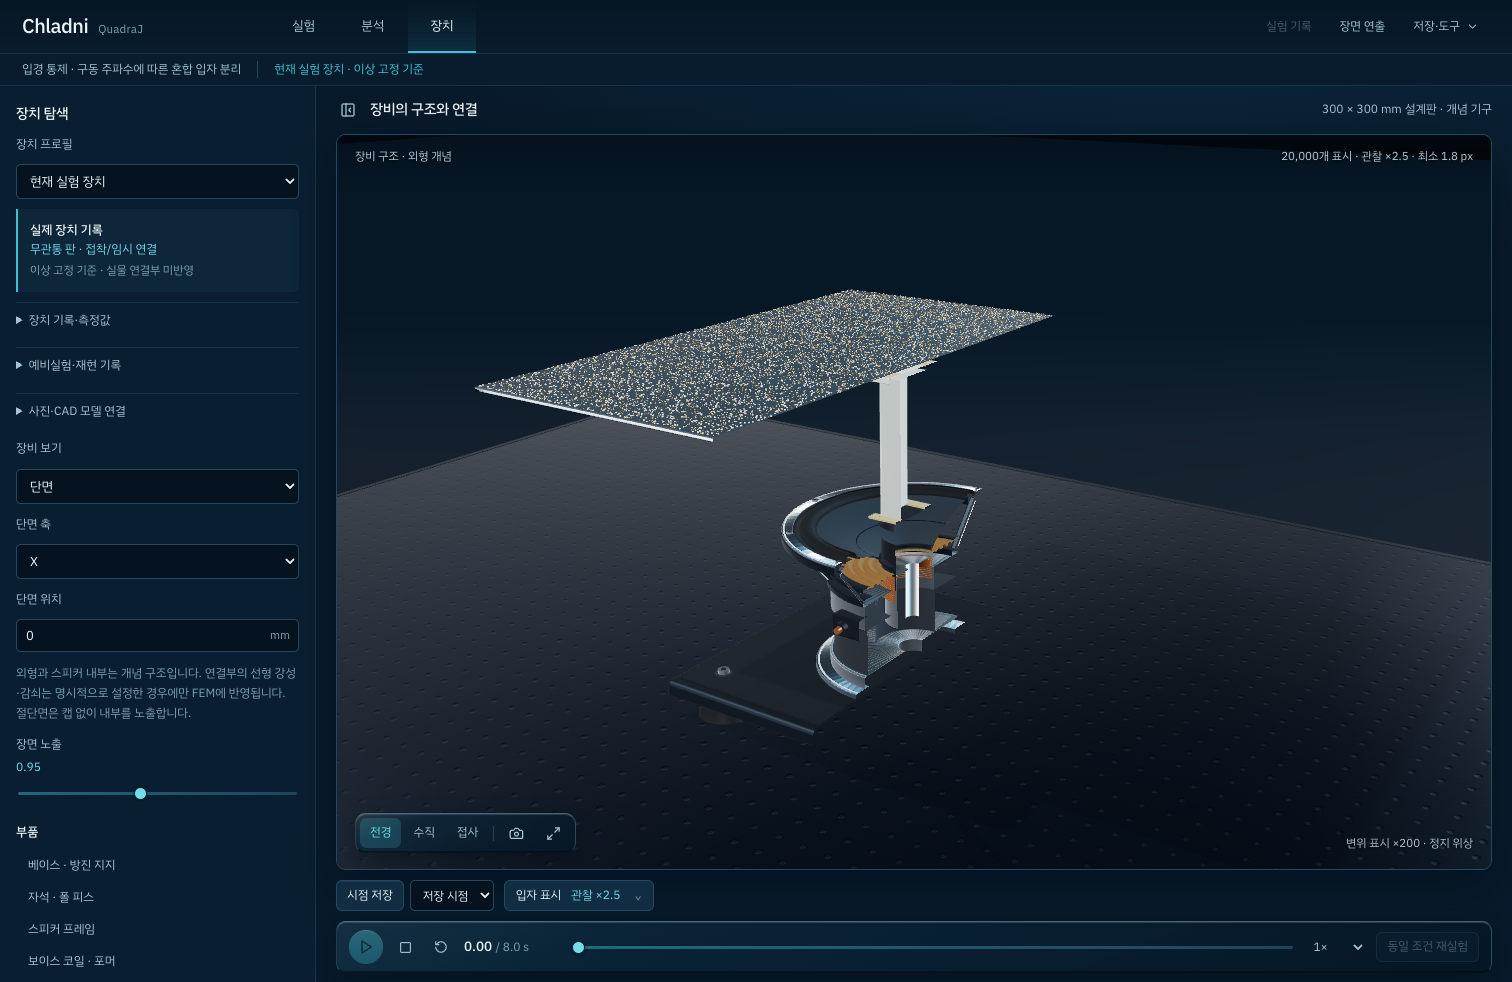 Chladni QuadraJ
실험 분석 장치
실험 기록 장면 연출 저장·도구
입경 통제 · 구동 주파수에 따른 혼합 입자 분리 현재 실험 장치 · 이상 고정 기준
장치 탐색
장치 프로필
현재 실험 장치
실제 장치 기록
무관통 판 · 접착/임시 연결
이상 고정 기준 · 실물 연결부 미반영
장치 기록·측정값
예비실험·재현 기록
사진·CAD 모델 연결
장비 보기
단면
단면 축
X
단면 위치
0 mm
외형과 스피커 내부는 개념 구조입니다. 연결부의 선형 강성
·감쇠는 명시적으로 설정한 경우에만 FEM에 반영됩니다.
절단면은 캡 없이 내부를 노출합니다.
장면 노출
0.95
부품
베이스 · 방진 지지
자석 · 폴 피스
스피커 프레임
보이스 코일 · 포머
장비의 구조와 연결
300 × 300 mm 설계판 · 개념 기구
장비 구조 · 외형 개념
20,000개 표시 · 관찰 ×2.5 · 최소 1.8 px
전경 수직 접사
변위 표시 ×200 · 정지 위상
시점 저장 저장 시점 입자 표시 관찰 ×2.5
0.00 / 8.0 s 1× 동일 조건 재실험